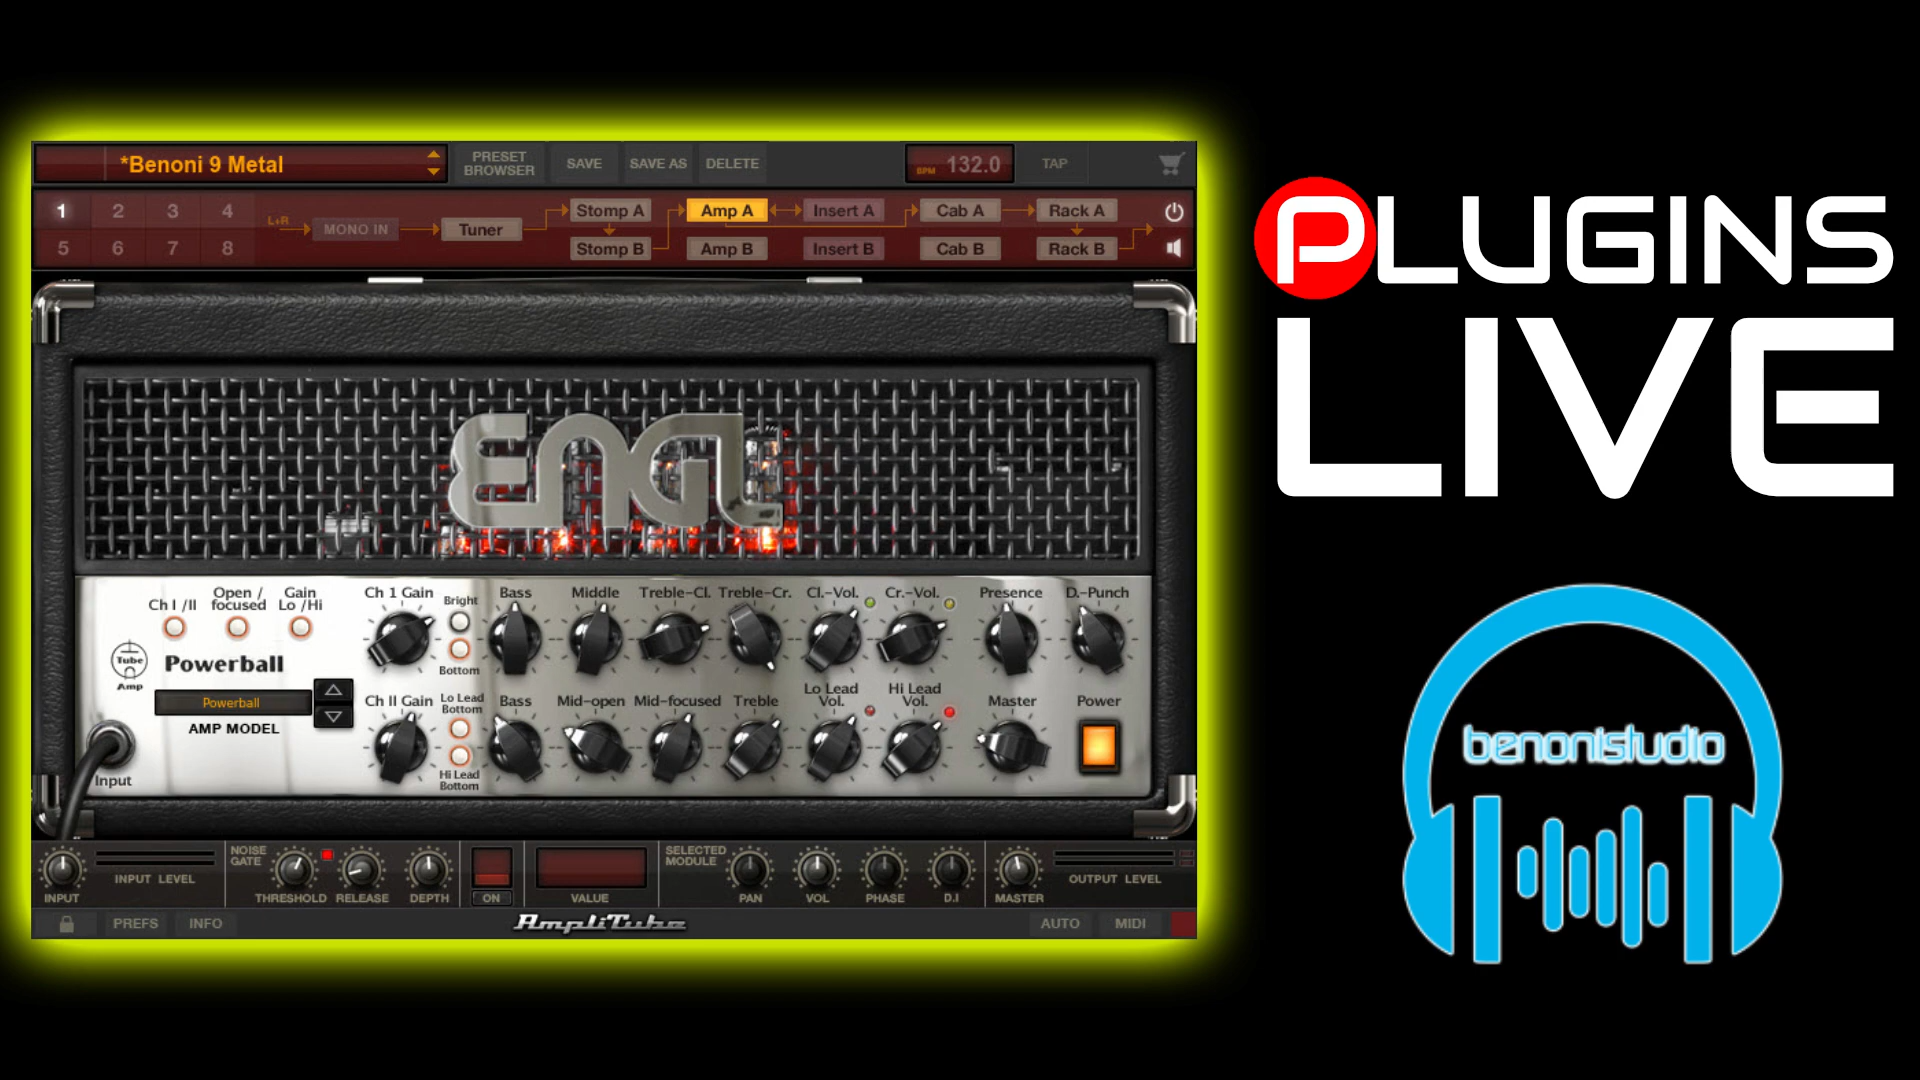 *Benoni 9 Metal
PRESET BROWSER
SAVE
SAVE AS
DELETE
BPM 132.0
TAP
1 2 3 4
5 6 7 8
L+R
MONO IN
Tuner
Stomp A
Amp A
Insert A
Cab A
Rack A
Stomp B
Amp B
Insert B
Cab B
Rack B
ENGL
Ch I /II
Open / focused
Gain Lo /Hi
Ch 1 Gain
Bright
Bottom
Bass
Middle
Treble-Cl.
Treble-Cr.
Cl.-Vol.
Cr.-Vol.
Presence
D.-Punch
Tube
Amp
Powerball
Powerball
AMP MODEL
Input
Ch II Gain
Lo Lead Bottom
Hi Lead Bottom
Bass
Mid-open
Mid-focused
Treble
Lo Lead Vol.
Hi Lead Vol.
Master
Power
INPUT
INPUT LEVEL
NOISE GATE
THRESHOLD
RELEASE
DEPTH
ON
VALUE
SELECTED MODULE
PAN
VOL
PHASE
D.I
MASTER
OUTPUT LEVEL
PREFS
INFO
AmpliTube
AUTO
MIDI
PLUGINS
LIVE
benonistudio